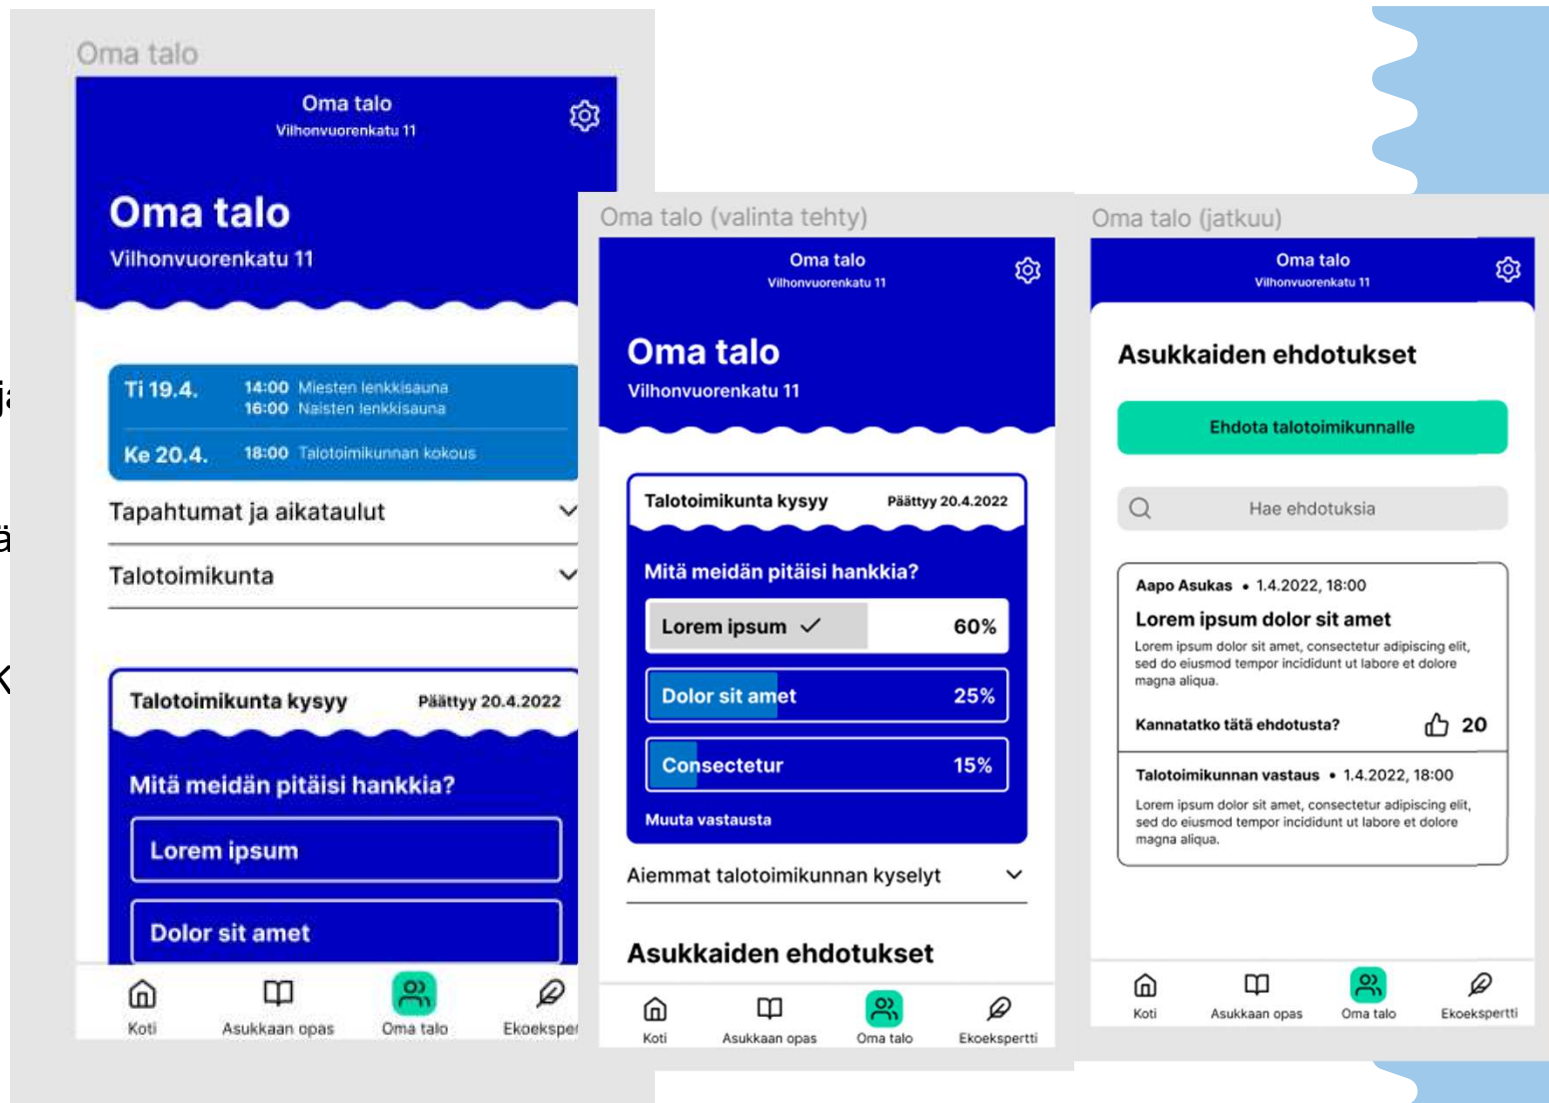 Oma talo
Oma talo
Vilhonvuorenkatu 11
Oma talo
Vilhonvuorenkatu 11
Ti 19.4. 14:00 Miesten lenkkisauna
16:00 Naisten lenkkisauna
Ke 20.4. 18:00 Talotoimikunnan kokous
Tapahtumat ja aikataulut
Talotoimikunta
Talotoimikunta kysyy Päättyy 20.4.2022
Mitä meidän pitäisi hankkia?
Lorem ipsum
Dolor sit amet
Koti Asukkaan opas Oma talo
Oma talo (valinta tehty)
Oma talo
Vilhonvuorenkatu 11
Oma talo
Vilhonvuorenkatu 11
Talotoimikunta kysyy Päättyy 20.4.2022
Mitä meidän pitäisi hankkia?
Lorem ipsum 60%
Dolor sit amet 25%
Consectetur 15%
Muuta vastausta
Aiemmat talotoimikunnan kyselyt
Asukkaiden ehdotukset
Koti Asukkaan opas Oma talo Ekoekspertti
Oma talo (jatkuu)
Oma talo
Vilhonvuorenkatu 11
Asukkaiden ehdotukset
Ehdota talotoimikunnalle
Hae ehdotuksia
Aapo Asukas • 1.4.2022, 18:00
Lorem ipsum dolor sit amet
Lorem ipsum dolor sit amet, consectetur adipiscing elit,
sed do eiusmod tempor incididunt ut labore et dolore
magna aliqua.
Kannatatko tätä ehdotusta? 20
Talotoimikunnan vastaus • 1.4.2022, 18:00
Lorem ipsum dolor sit amet, consectetur adipiscing elit,
sed do eiusmod tempor incididunt ut labore et dolore
magna aliqua.
Koti Asukkaan opas Oma talo Ekoekspertti